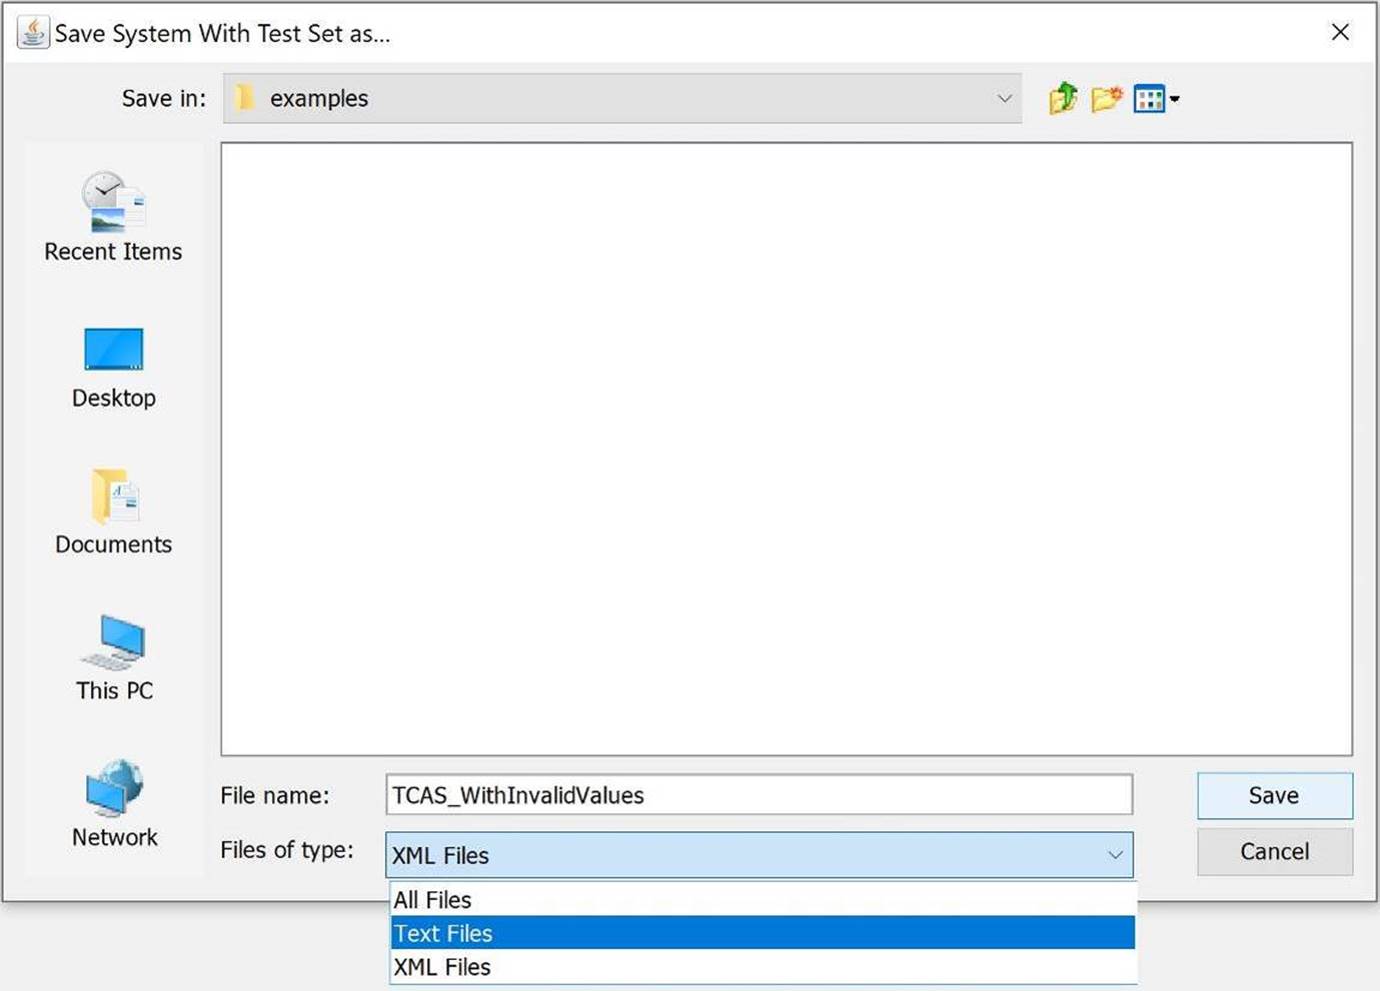 Save System With Test Set as...
Save in: examples
Recent Items
Desktop
Documents
This PC
Network
File name: TCAS_WithInvalidValues Save
Files of type: XML Files Cancel
All Files
Text Files
XML Files